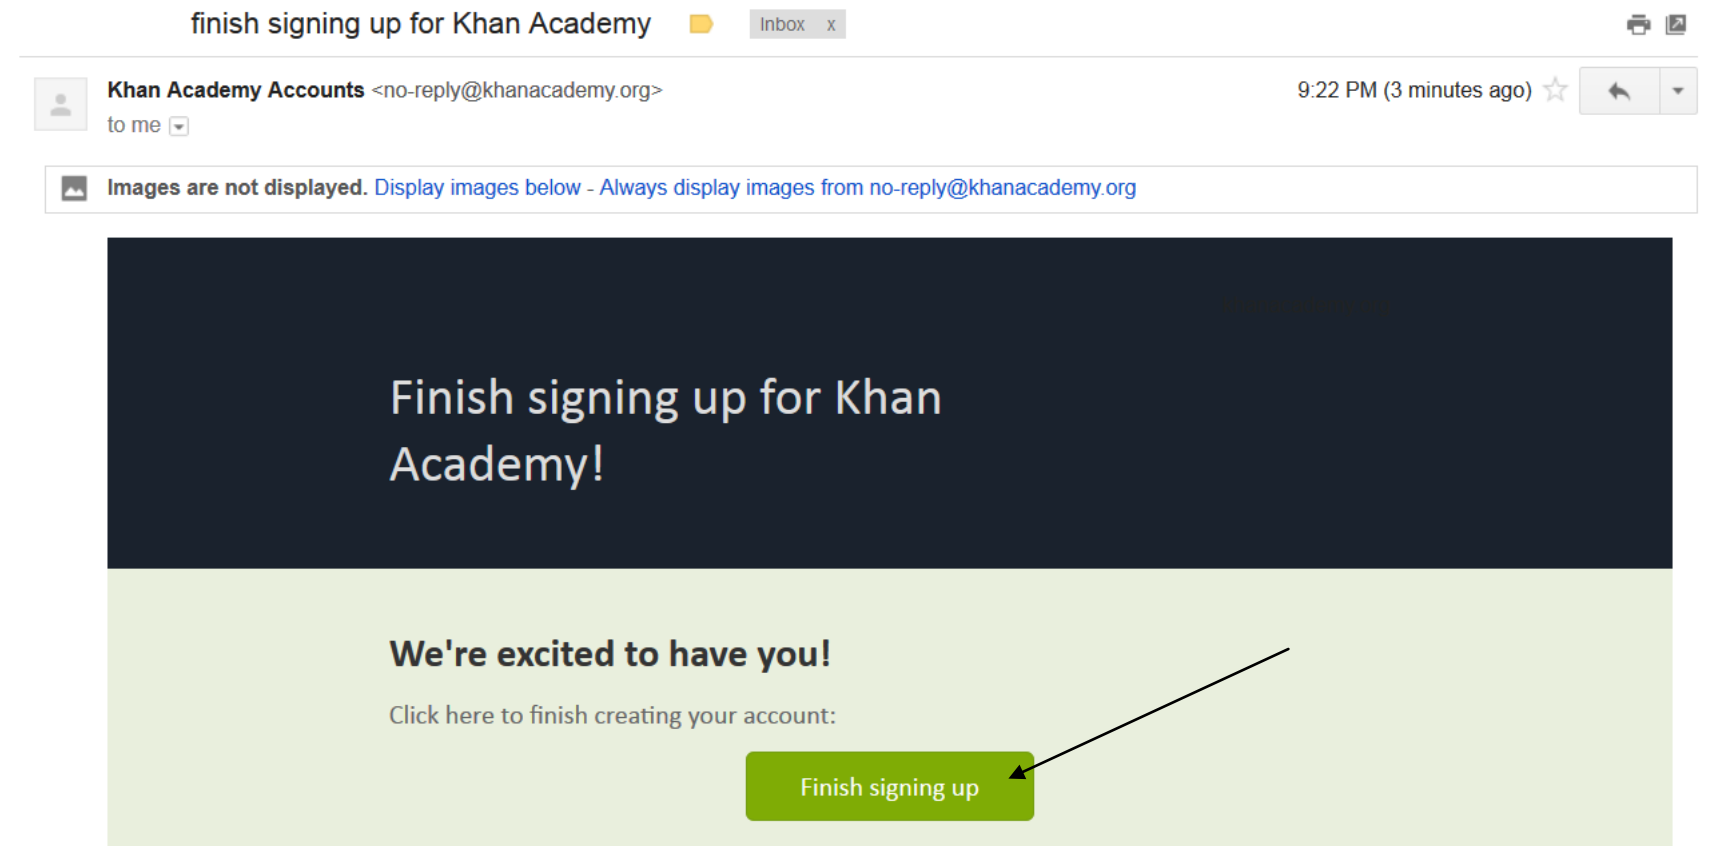 finish signing up for Khan Academy Inbox x
Khan Academy Accounts <no-reply@khanacademy.org> 9:22 PM (3 minutes ago)
to me
Images are not displayed. Display images below - Always display images from no-reply@khanacademy.org
Finish signing up for Khan
Academy!
We're excited to have you!
Click here to finish creating your account:
Finish signing up